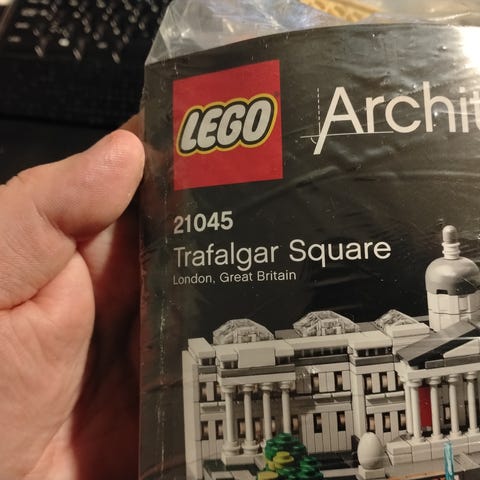 LEGO
Archit
21045
Trafalgar Square
London, Great Britain